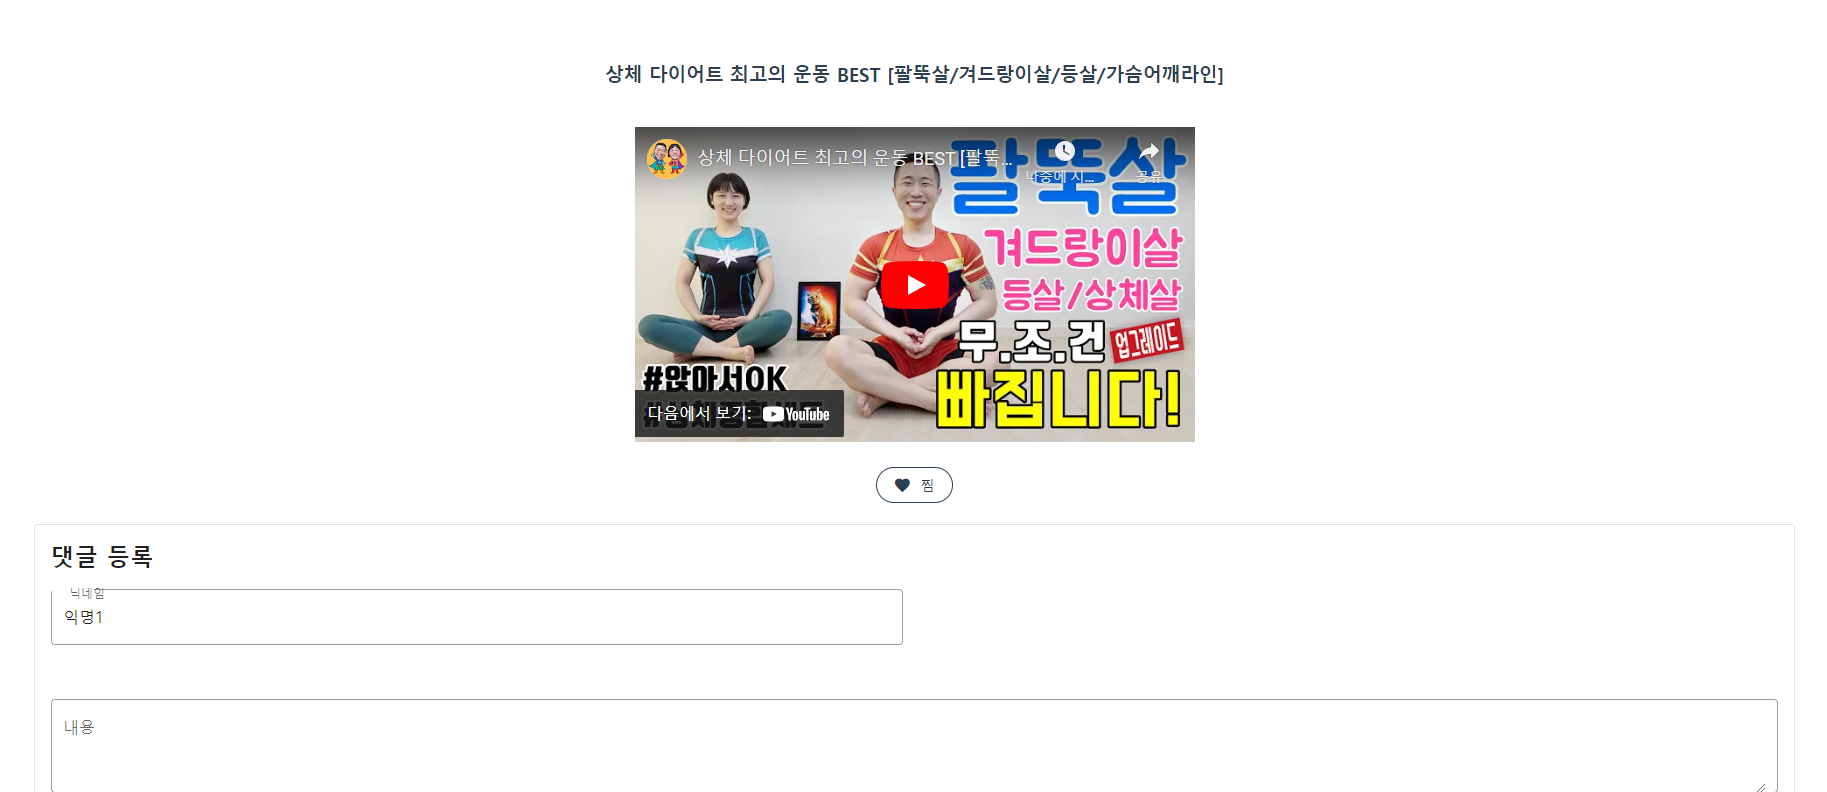 상체 다이어트 최고의 운동 BEST [팔뚝살/겨드랑이살/등살/가슴어깨라인]
상체 다이어트 최고의 운동 BEST [팔뚝...
나중에 시...
공유
팔뚝살
겨드랑이살
등살/상체살
무.조.건
업그레이드
빠집니다!
#앉아서OK
#상체종합세트
다음에서 보기: YouTube
찜
댓글 등록
닉네임
익명1
내용